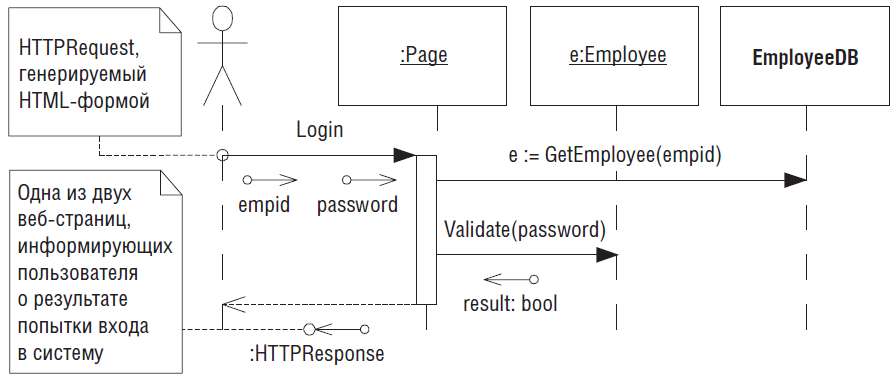 HTTPRequest,
генерируемый
HTML-формой
:Page
e:Employee
EmployeeDB
Login
e := GetEmployee(empid)
empid
password
Validate(password)
result: bool
Одна из двух
веб-страниц,
информирующих
пользователя
о результате
попытки входа
в систему
:HTTPResponse